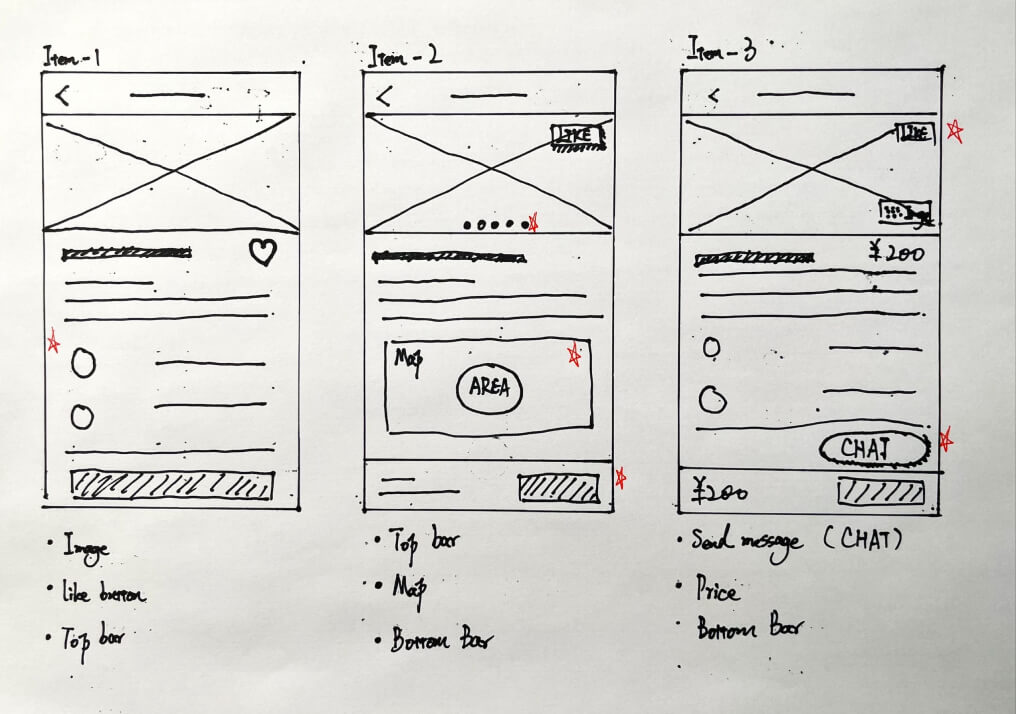 Item-1
Item-2
LIKE
Map
AREA
Item-3
LIKE
¥200
CHAT
¥200
• Image
• Like button
• Top bar
• Top bar
• Map
• Bottom Bar
• Send message (CHAT)
• Price
• Bottom Bar